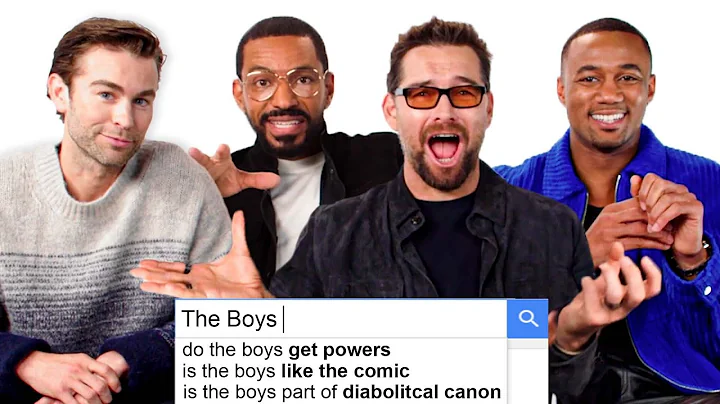 The Boys
do the boys get powers
is the boys like the comic
is the boys part of diabolitcal canon